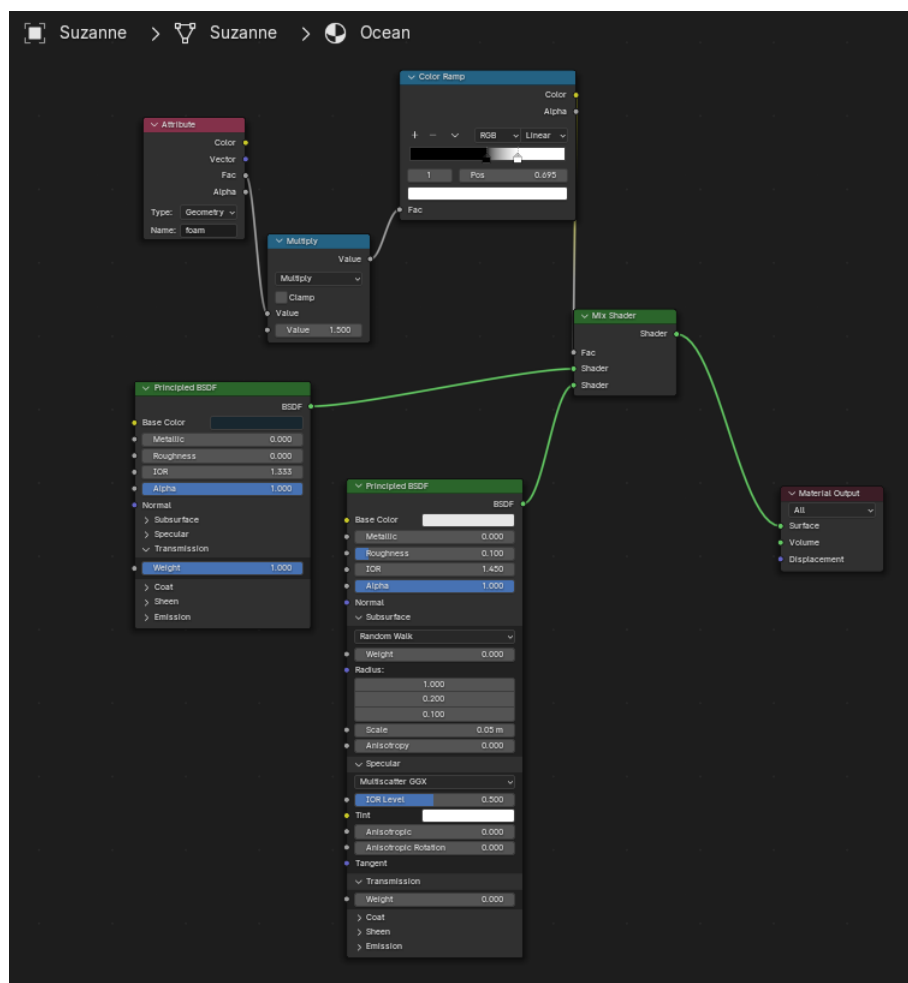 Suzanne > Suzanne > Ocean
Color Ramp
Color
Alpha
RGB Linear
1 Pos 0.695
Fac
Attribute
Color
Vector
Fac
Alpha
Type: Geometry
Name: foam
Multiply
Value
Multiply
Clamp
Value
Value 1.500
Mix Shader
Shader
Fac
Shader
Shader
Principled BSDF
BSDF
Base Color
Metallic 0.000
Roughness 0.000
IOR 1.333
Alpha 1.000
Normal
Subsurface
Specular
Transmission
Weight 1.000
Coat
Sheen
Emission
Principled BSDF
BSDF
Base Color
Metallic 0.000
Roughness 0.100
IOR 1.450
Alpha 1.000
Normal
Subsurface
Random Walk
Weight 0.000
Radius:
1.000
0.200
0.100
Scale 0.05 m
Anisotropy 0.000
Specular
Multiscatter GGX
IOR Level 0.500
Tint
Anisotropic 0.000
Anisotropic Rotation 0.000
Tangent
Transmission
Weight 0.000
Coat
Sheen
Emission
Material Output
All
Surface
Volume
Displacement